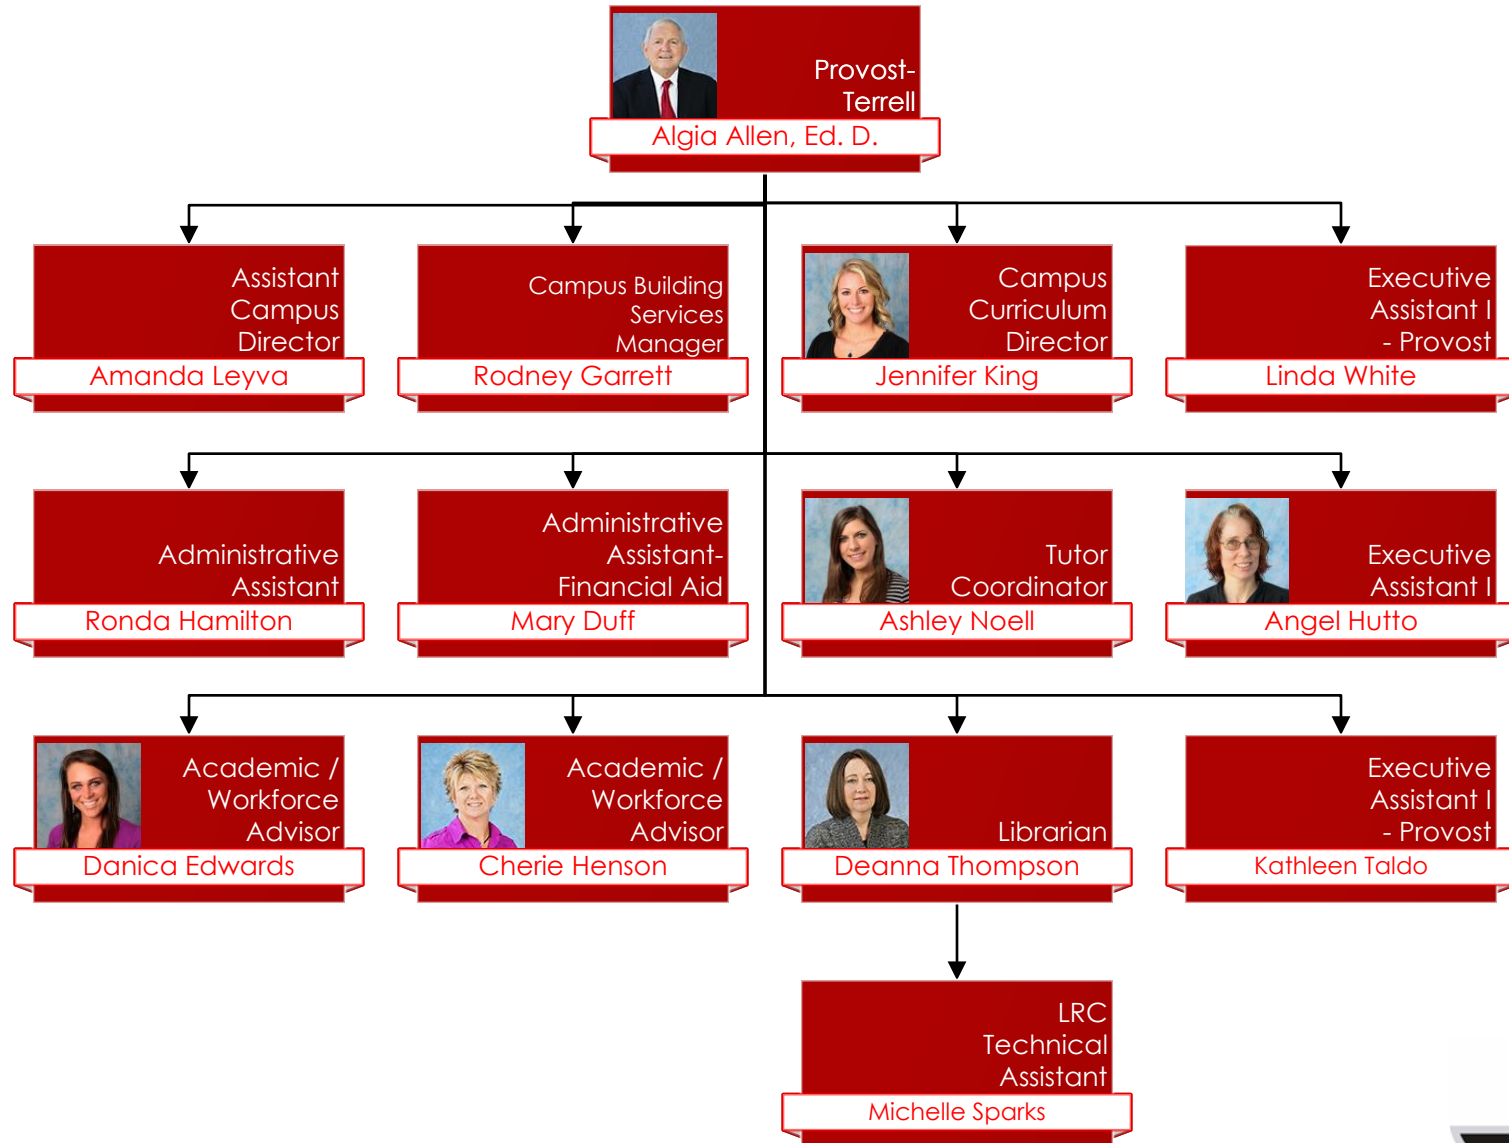 Provost-
Terrell
Algia Allen, Ed. D.
Assistant
Campus
Director
Amanda Leyva
Campus Building
Services
Manager
Rodney Garrett
Campus
Curriculum
Director
Jennifer King
Executive
Assistant I
- Provost
Linda White
Administrative
Assistant
Ronda Hamilton
Administrative
Assistant-
Financial Aid
Mary Duff
Tutor
Coordinator
Ashley Noell
Executive
Assistant I
Angel Hutto
Academic /
Workforce
Advisor
Danica Edwards
Academic /
Workforce
Advisor
Cherie Henson
Librarian
Deanna Thompson
Executive
Assistant I
- Provost
Kathleen Taldo
LRC
Technical
Assistant
Michelle Sparks